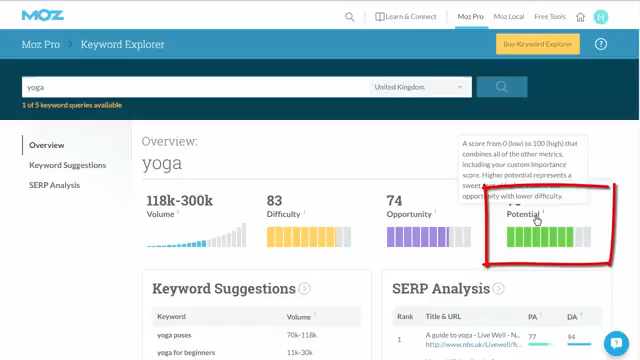 MOZ
Learn & Connect
Moz Pro
Moz Local
Free Tools
Moz Pro
Keyword Explorer
Buy Keyword Explorer
?
yoga
United Kingdom
1 of 5 keyword queries available
Overview
Keyword Suggestions
SERP Analysis
Overview:
yoga
A score from 0 (low) to 100 (high) that
combines all of the other metrics,
including your custom Importance
score. Higher potential represents a
sweet
opportunity with lower difficulty.
118k-300k
Volume
83
Difficulty
74
Opportunity
Potential
Keyword Suggestions
Keyword
Volume
yoga poses
70k-118k
yoga for beginners
11k-30k
SERP Analysis
Rank
Title & URL
PA
DA
1
A guide to yoga - Live Well - N...
http://www.nhs.uk/Livewell/f...
77
94
?